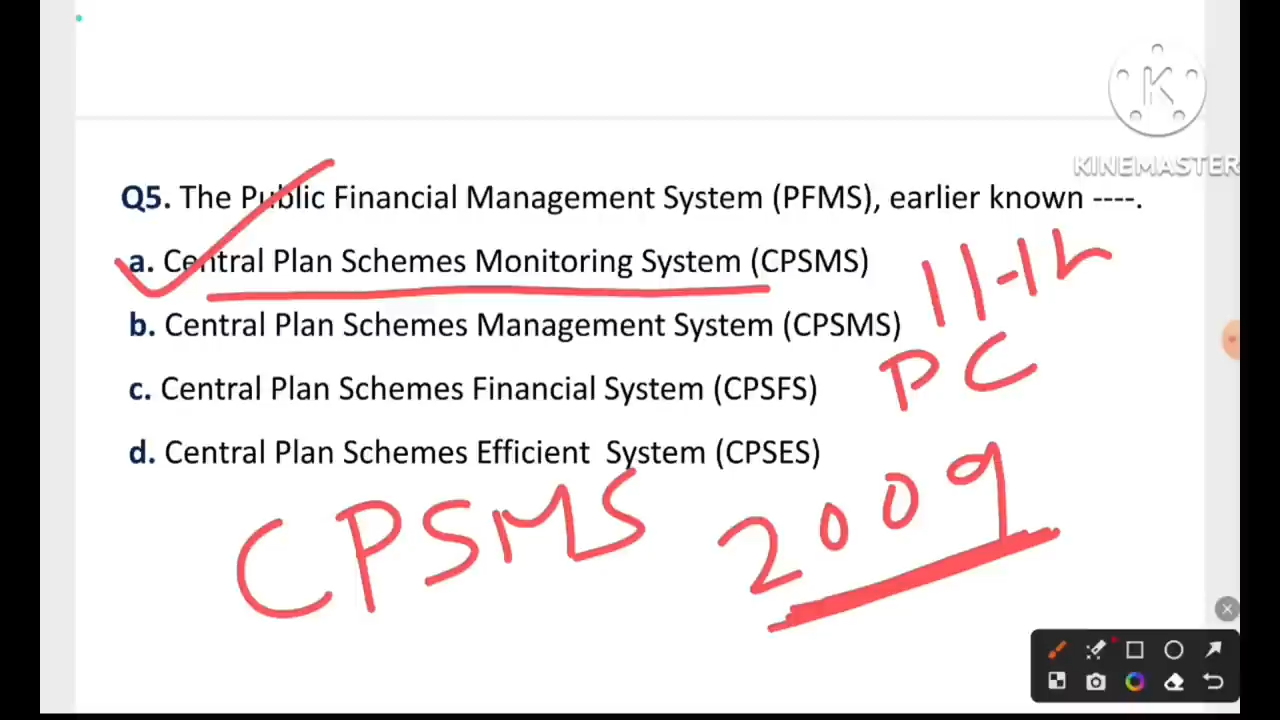 KINEMASTER
Q5. The Public Financial Management System (PFMS), earlier known ----.
a. Central Plan Schemes Monitoring System (CPSMS)
b. Central Plan Schemes Management System (CPSMS)
c. Central Plan Schemes Financial System (CPSFS)
d. Central Plan Schemes Efficient System (CPSES)
11-12
PC
CPSMS 2009